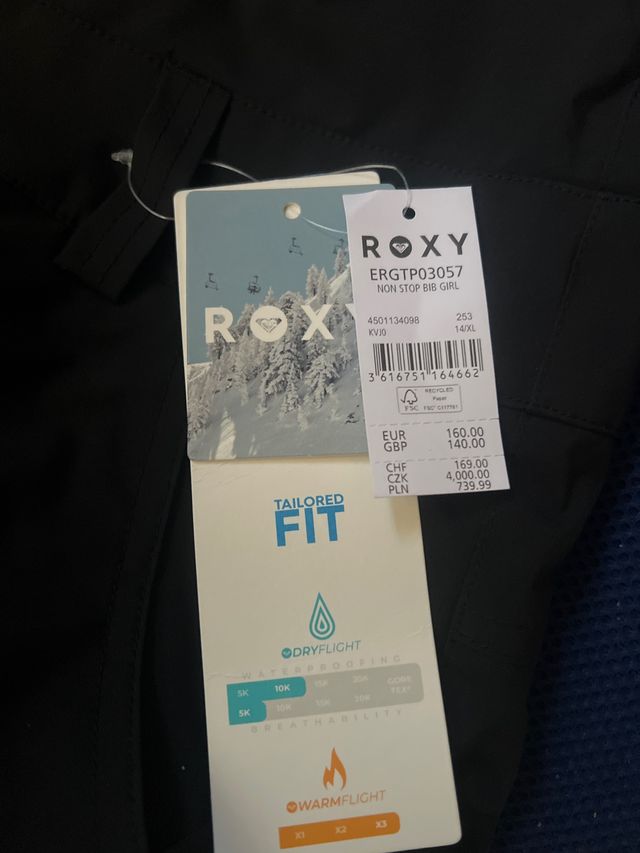 ROXY
ROXY
ERGTP03057
NON STOP BIB GIRL
4501134098 253
KVJ0 14/XL
3 616751 164662
FSC
RECYCLED
Paper
FSC® C117791
EUR 160.00
GBP 140.00
CHF 169.00
CZK 4,000.00
PLN 739.99
TAILORED
FIT
DRYFLIGHT
WATERPROOFING
5K 10K 15K 20K GORE
TEX®
5K 10K 15K 20K
BREATHABILITY
WARMFLIGHT
X1 X2 X3